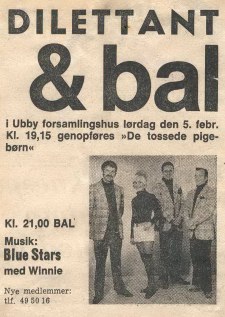 DILETTANT
& bal
i Ubby forsamlingshus lørdag den 5. febr.
Kl. 19,15 genopføres »De tossede pige-
børn«
Kl. 21,00 BAL
Musik:
Blue Stars
med Winnie
Nye medlemmer:
tlf. 49 50 16